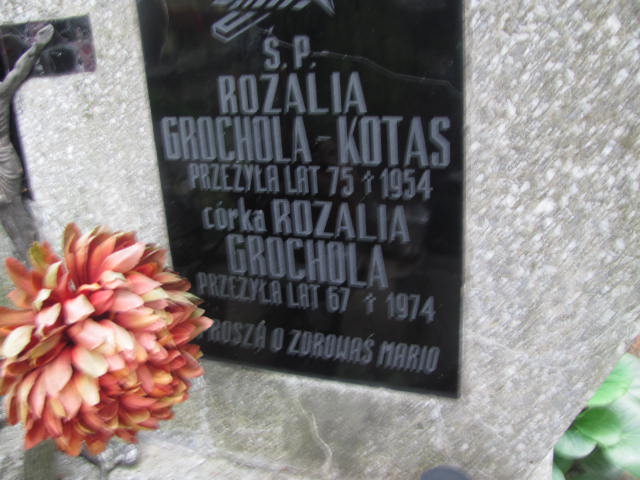 Ś.P.
ROZALIA
GROCHOLA-KOTAS
PRZEŻYŁA LAT 75 † 1954
córka ROZALIA
GROCHOLA
PRZEŻYŁA LAT 67 † 1974
PROSZĄ O ZDROWAŚ MARIO